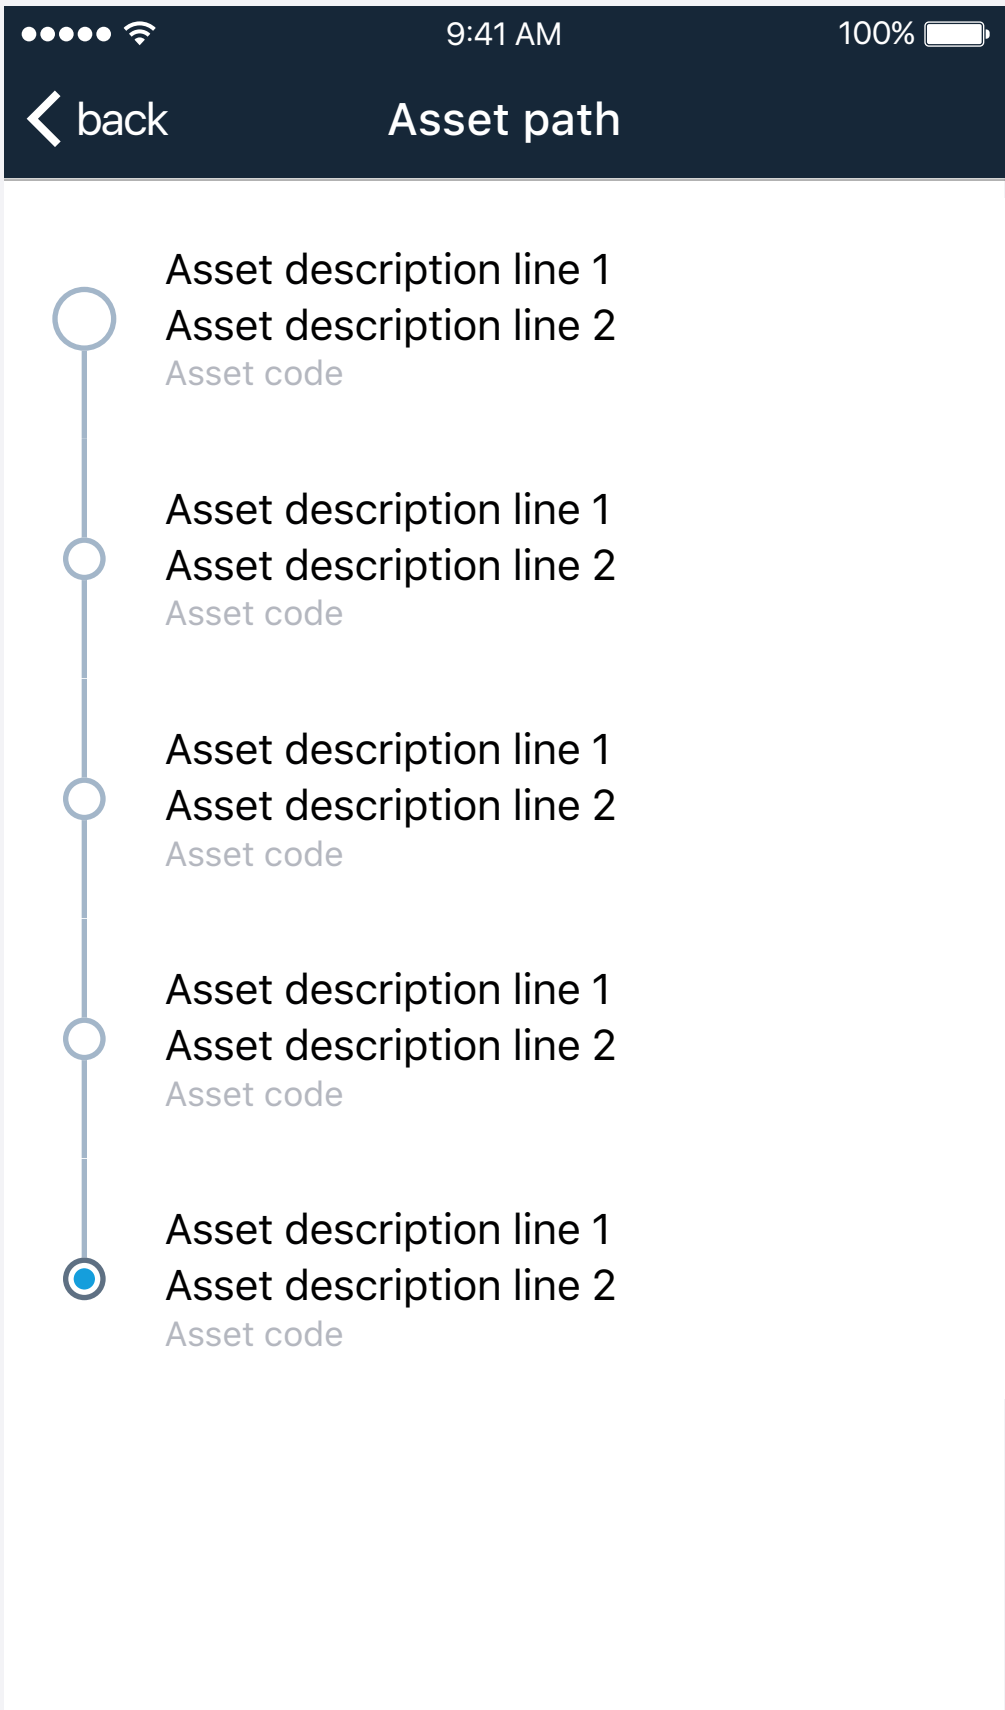 9:41 AM
100%
back
Asset path
Asset description line 1
Asset description line 2
Asset code
Asset description line 1
Asset description line 2
Asset code
Asset description line 1
Asset description line 2
Asset code
Asset description line 1
Asset description line 2
Asset code
Asset description line 1
Asset description line 2
Asset code